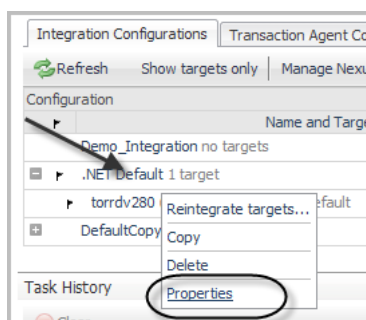 Integration Configurations Transaction Agent Co
Refresh Show targets only Manage Nexu
Configuration
Name and Targe
Demo_Integration no targets
.NET Default 1 target
torrdv280 efault
DefaultCopy
Reintegrate targets...
Copy
Delete
Properties
Task History
Clear